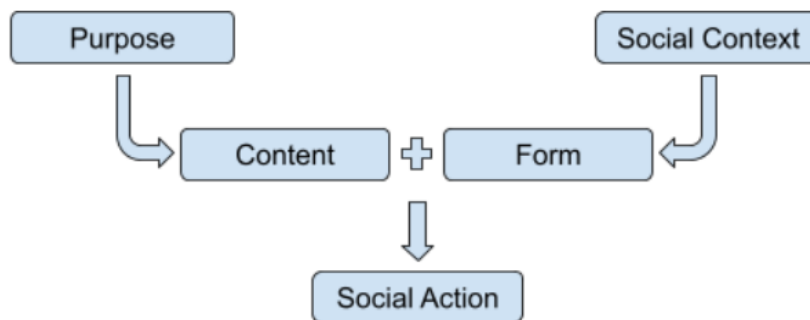 Purpose
Social Context
Content
Form
Social Action